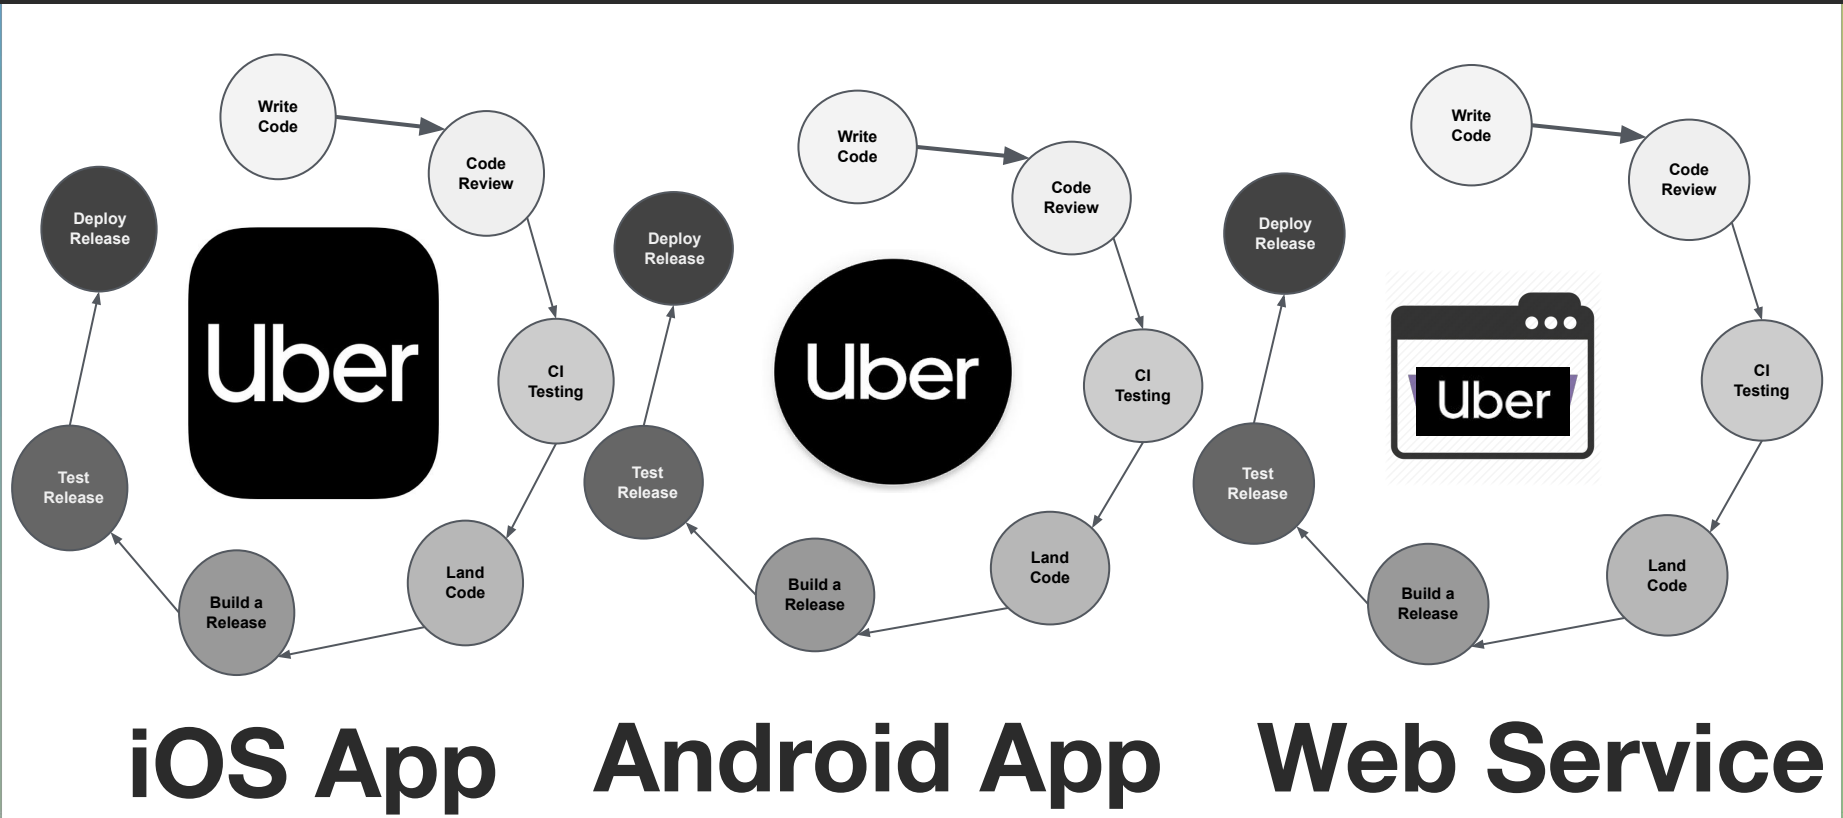 Write
Code
Code
Review
CI
Testing
Land
Code
Build a
Release
Test
Release
Deploy
Release
Uber
iOS App
Write
Code
Code
Review
CI
Testing
Land
Code
Build a
Release
Test
Release
Deploy
Release
Uber
Android App
Write
Code
Code
Review
CI
Testing
Land
Code
Build a
Release
Test
Release
Deploy
Release
Uber
Web Service